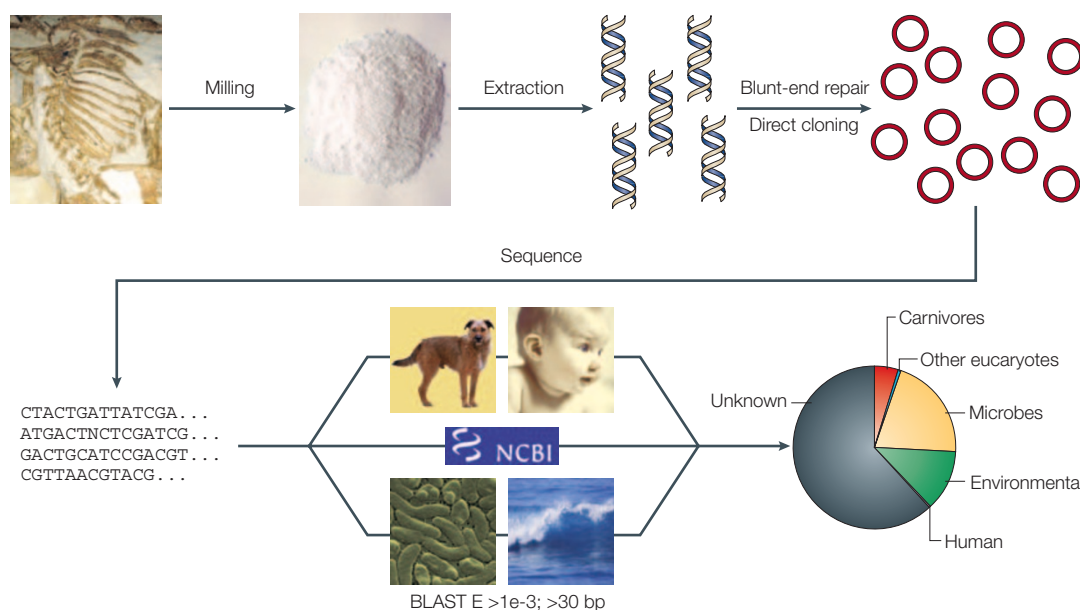 Milling
Extraction
Blunt-end repair
Direct cloning
Sequence
CTACTGATTATCGA...
ATGACTNCTCGATCG...
GACTGCATCCGACGT...
CGTTAACGTACG...
NCBI
BLAST E >1e-3; >30 bp
Carnivores
Other eucaryotes
Unknown
Microbes
Environmenta
Human